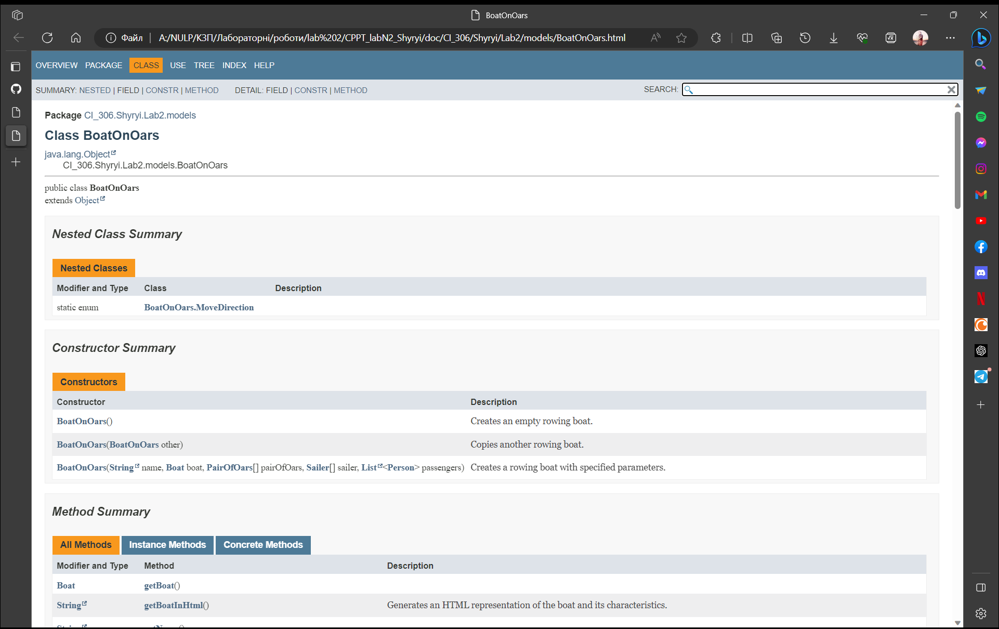 BoatOnOars
Файл
A:/NULP/КЗП/Лабораторні/роботи/lab%202/CPPT_labN2_Shyryi/doc/CI_306/Shyryi/Lab2/models/BoatOnOars.html
OVERVIEW PACKAGE CLASS USE TREE INDEX HELP
SUMMARY: NESTED | FIELD | CONSTR | METHOD DETAIL: FIELD | CONSTR | METHOD SEARCH:
Package CI_306.Shyryi.Lab2.models
Class BoatOnOars
java.lang.Object
CI_306.Shyryi.Lab2.models.BoatOnOars
public class BoatOnOars
extends Object
Nested Class Summary
Nested Classes
Modifier and Type Class Description
static enum BoatOnOars.MoveDirection
Constructor Summary
Constructors
Constructor Description
BoatOnOars() Creates an empty rowing boat.
BoatOnOars(BoatOnOars other) Copies another rowing boat.
BoatOnOars(String name, Boat boat, PairOfOars[] pairOfOars, Sailer[] sailer, List<Person> passengers) Creates a rowing boat with specified parameters.
Method Summary
All Methods Instance Methods Concrete Methods
Modifier and Type Method Description
Boat getBoat()
String getBoatInHtml() Generates an HTML representation of the boat and its characteristics.